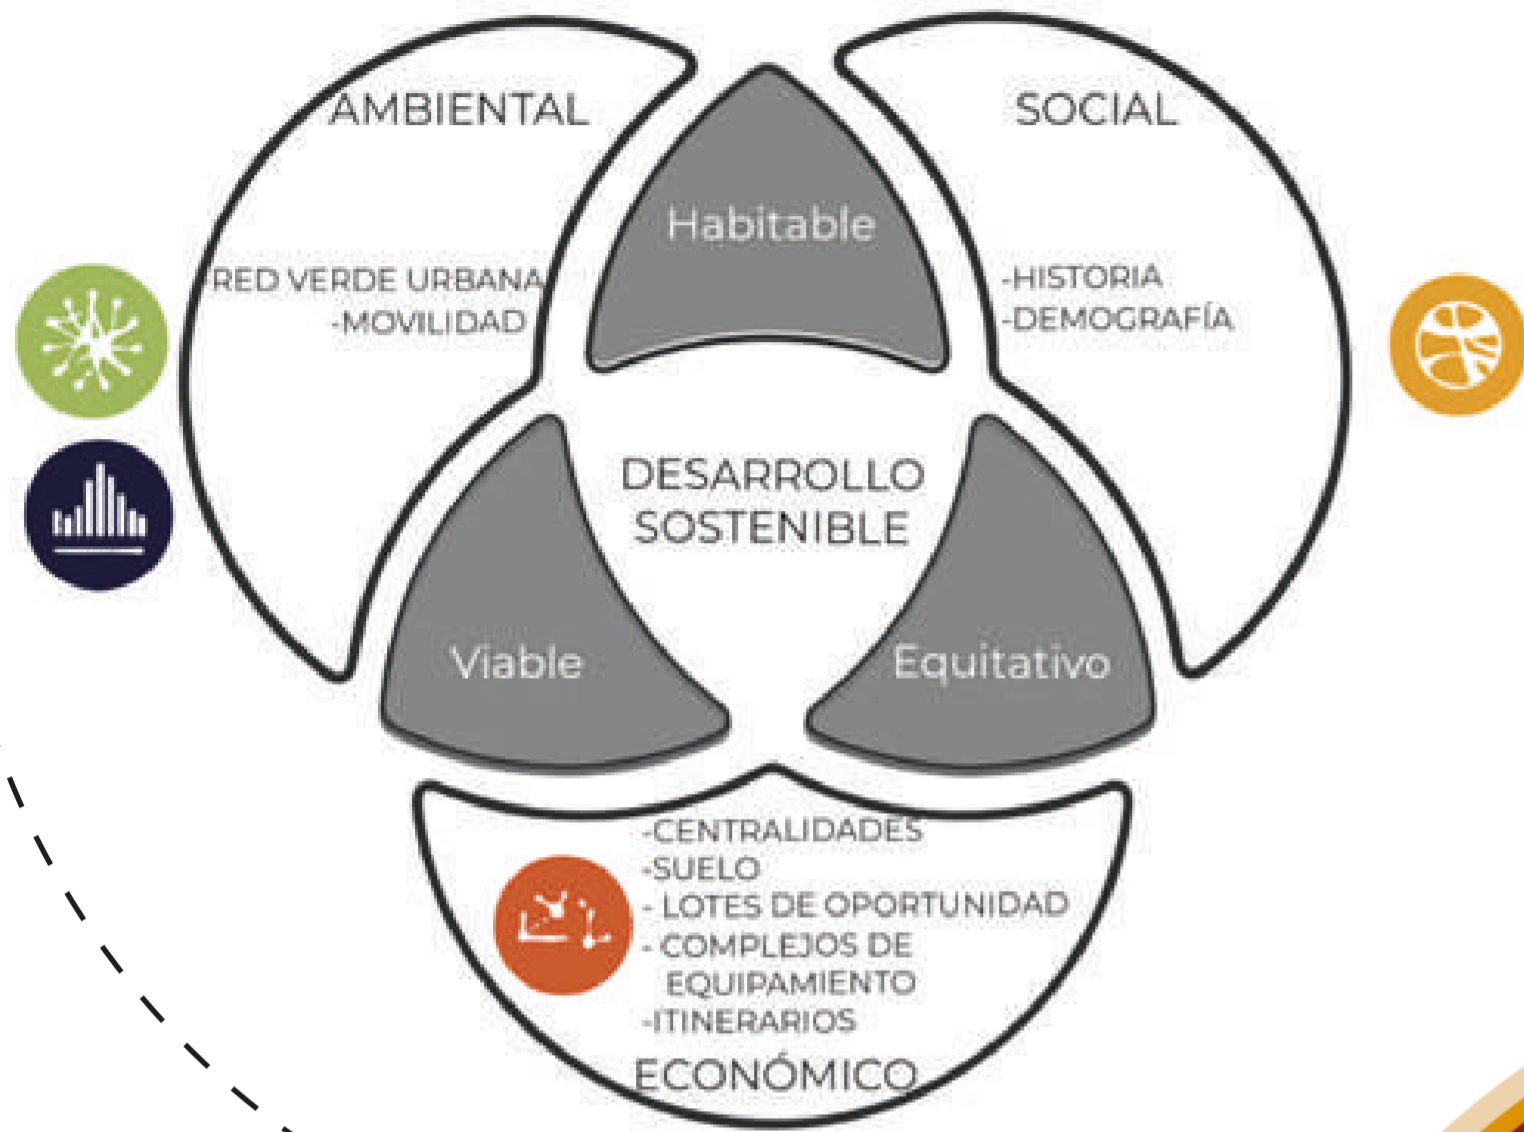 AMBIENTAL
SOCIAL
Habitable
-RED VERDE URBANA
-MOVILIDAD
-HISTORIA
-DEMOGRAFÍA
DESARROLLO
SOSTENIBLE
Viable
Equitativo
-CENTRALIDADES
-SUELO
- LOTES DE OPORTUNIDAD
- COMPLEJOS DE
EQUIPAMIENTO
-ITINERARIOS
ECONÓMICO